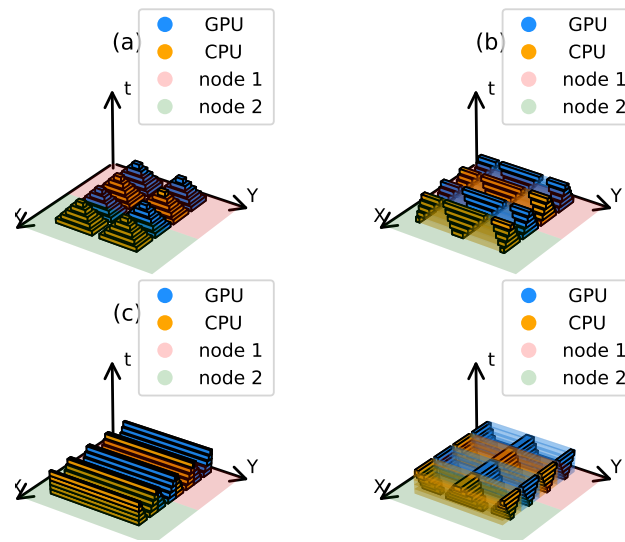 (a)
GPU
CPU
node 1
node 2
t
Y
(b)
GPU
CPU
node 1
node 2
t
X
Y
(c)
GPU
CPU
node 1
node 2
t
Y
GPU
CPU
node 1
node 2
t
X
Y